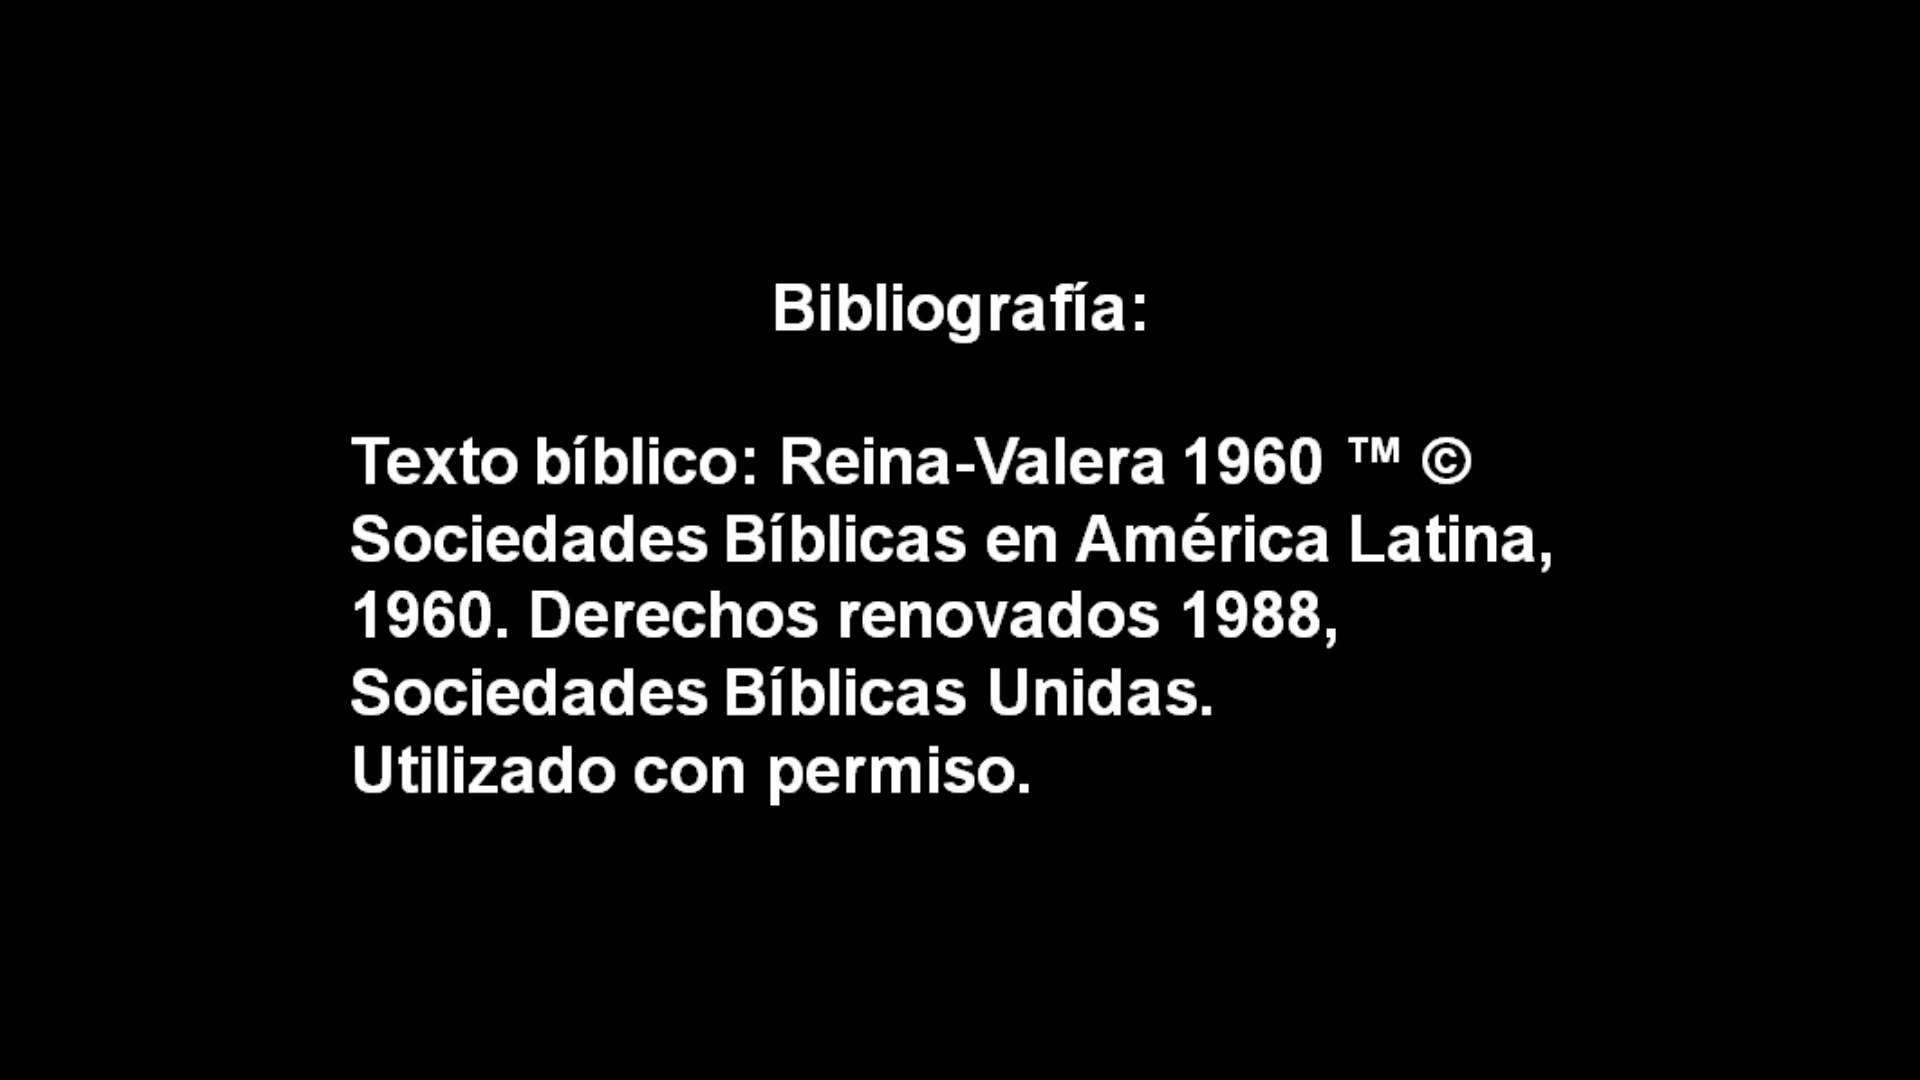 Bibliografía:
Texto bíblico: Reina-Valera 1960 ™ ©
Sociedades Bíblicas en América Latina,
1960. Derechos renovados 1988,
Sociedades Bíblicas Unidas.
Utilizado con permiso.